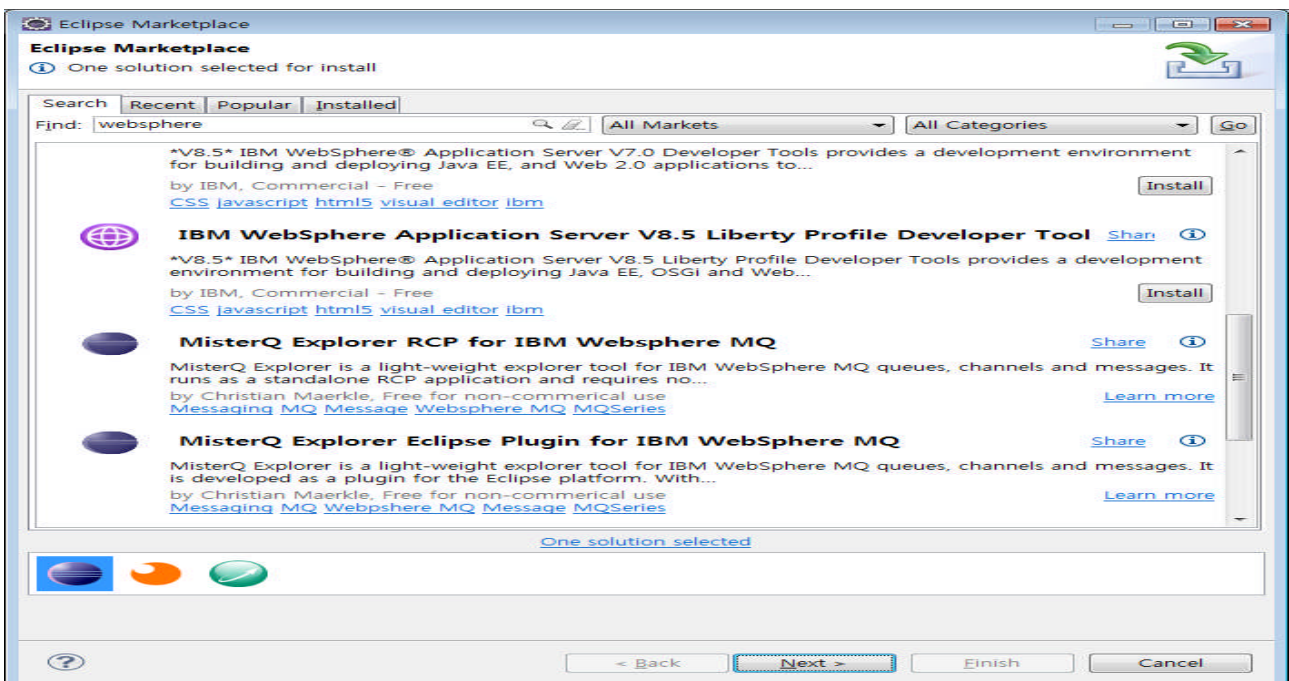 Eclipse Marketplace
Eclipse Marketplace
One solution selected for install
Search Recent Popular Installed
Find: websphere All Markets All Categories Go
*V8.5* IBM WebSphere® Application Server V7.0 Developer Tools provides a development environment
for building and deploying Java EE, and Web 2.0 applications to...
by IBM, Commercial - Free Install
CSS javascript html5 visual editor ibm
IBM WebSphere Application Server V8.5 Liberty Profile Developer Tool Shar
*V8.5* IBM WebSphere® Application Server V8.5 Liberty Profile Developer Tools provides a development
environment for building and deploying Java EE, OSGi and Web...
by IBM, Commercial - Free Install
CSS javascript html5 visual editor ibm
MisterQ Explorer RCP for IBM Websphere MQ Share
MisterQ Explorer is a light-weight explorer tool for IBM WebSphere MQ queues, channels and messages. It
runs as a standalone RCP application and requires no...
by Christian Maerkle, Free for non-commerical use Learn more
Messaging MQ Message Websphere MQ MQSeries
MisterQ Explorer Eclipse Plugin for IBM WebSphere MQ Share
MisterQ Explorer is a light-weight explorer tool for IBM WebSphere MQ queues, channels and messages. It
is developed as a plugin for the Eclipse platform. With...
by Christian Maerkle, Free for non-commerical use Learn more
Messaging MQ Webpshere MQ Message MQSeries
One solution selected
? < Back Next > Finish Cancel